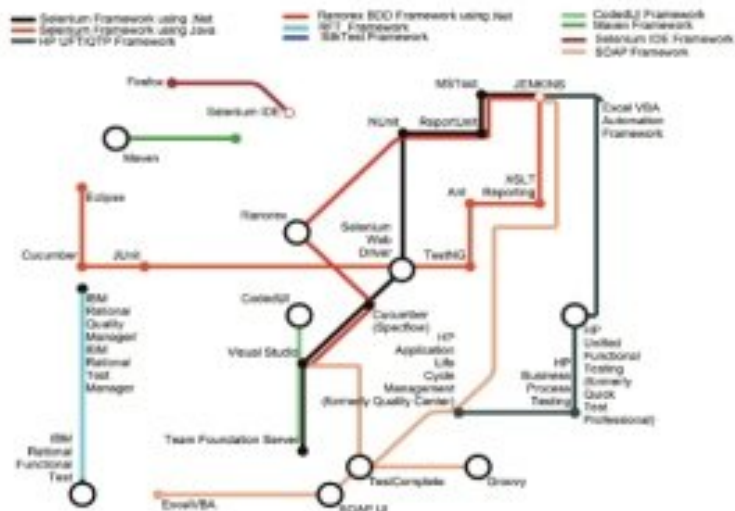 Selenium Framework using .Net
Selenium Framework using Java
HP UFT/QTP Framework
Ranorex BDD Framework using .Net
RFT Framework
SilkTest Framework
CodedUI Framework
Maven Framework
Selenium IDE Framework
SOAP Framework
Firefox
Selenium IDE
Maven
MSTest
JENKINS
NUnit
ReportUnit
Excel VBA
Automation
Framework
Eclipse
Ranorex
Ant
XSLT
Reporting
Selenium
Web
Driver
Cucumber
JUnit
TestNG
IBM
Rational
Quality
Manager/
IBM
Rational
Test
Manager
CodedUI
Cucumber
(Specflow)
Visual Studio
HP
Application
Life
Cycle
Management
(formerly Quality Center)
HP
Business
Process
Testing
HP
Unified
Functional
Testing
(formerly
Quick
Test
Professional)
Team Foundation Server
IBM
Rational
Functional
Test
TestComplete
Groovy
ExcelVBA
SOAP UI